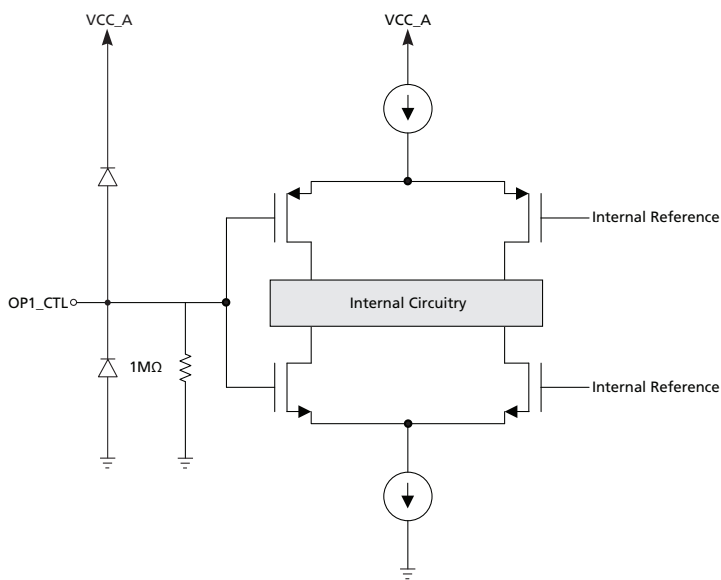 VCC_A
VCC_A
Internal Reference
OP1_CTL
Internal Circuitry
1MΩ
Internal Reference